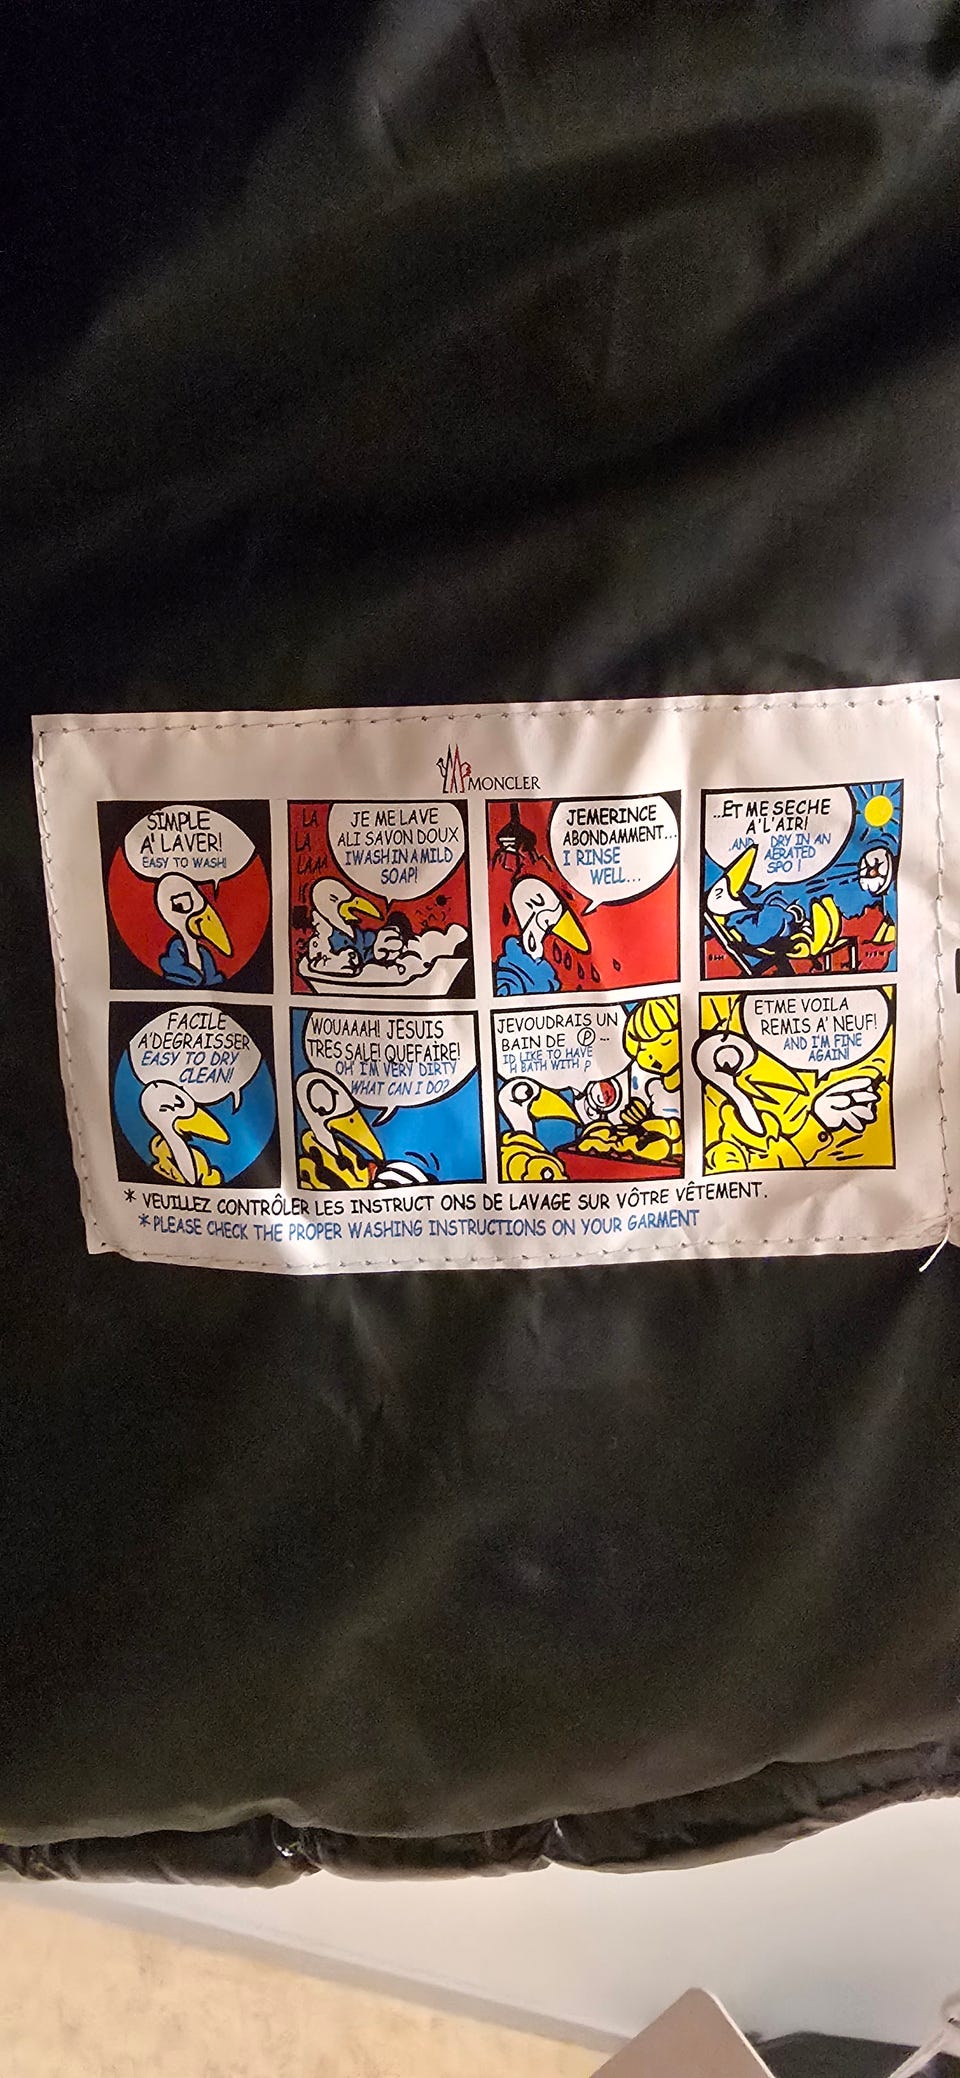 MONCLER
SIMPLE
A' LAVER!
EASY TO WASH!
LA
LA
LAAA
JE ME LAVE
ALI SAVON DOUX
I WASH IN A MILD
SOAP!
JEMERINCE
ABONDAMMENT...
I RINSE
WELL...
...ET ME SECHE
A'L'AIR!
...AND DRY IN AN
AERATED
SPO !
FACILE
A'DEGRAISSER
EASY TO DRY
CLEAN!
WOUAAAH! JESUIS
TRES SALE! QUEFAIRE!
OH I'M VERY DIRTY
WHAT CAN I DO?
JEVOUDRAIS UN
BAIN DE Ⓟ ...
ID LIKE TO HAVE
H BATH WITH P
ETME VOILA
REMIS A' NEUF!
AND I'M FINE
AGAIN!
* VEUILLEZ CONTRÔLER LES INSTRUCT ONS DE LAVAGE SUR VÔTRE VÊTEMENT.
* PLEASE CHECK THE PROPER WASHING INSTRUCTIONS ON YOUR GARMENT